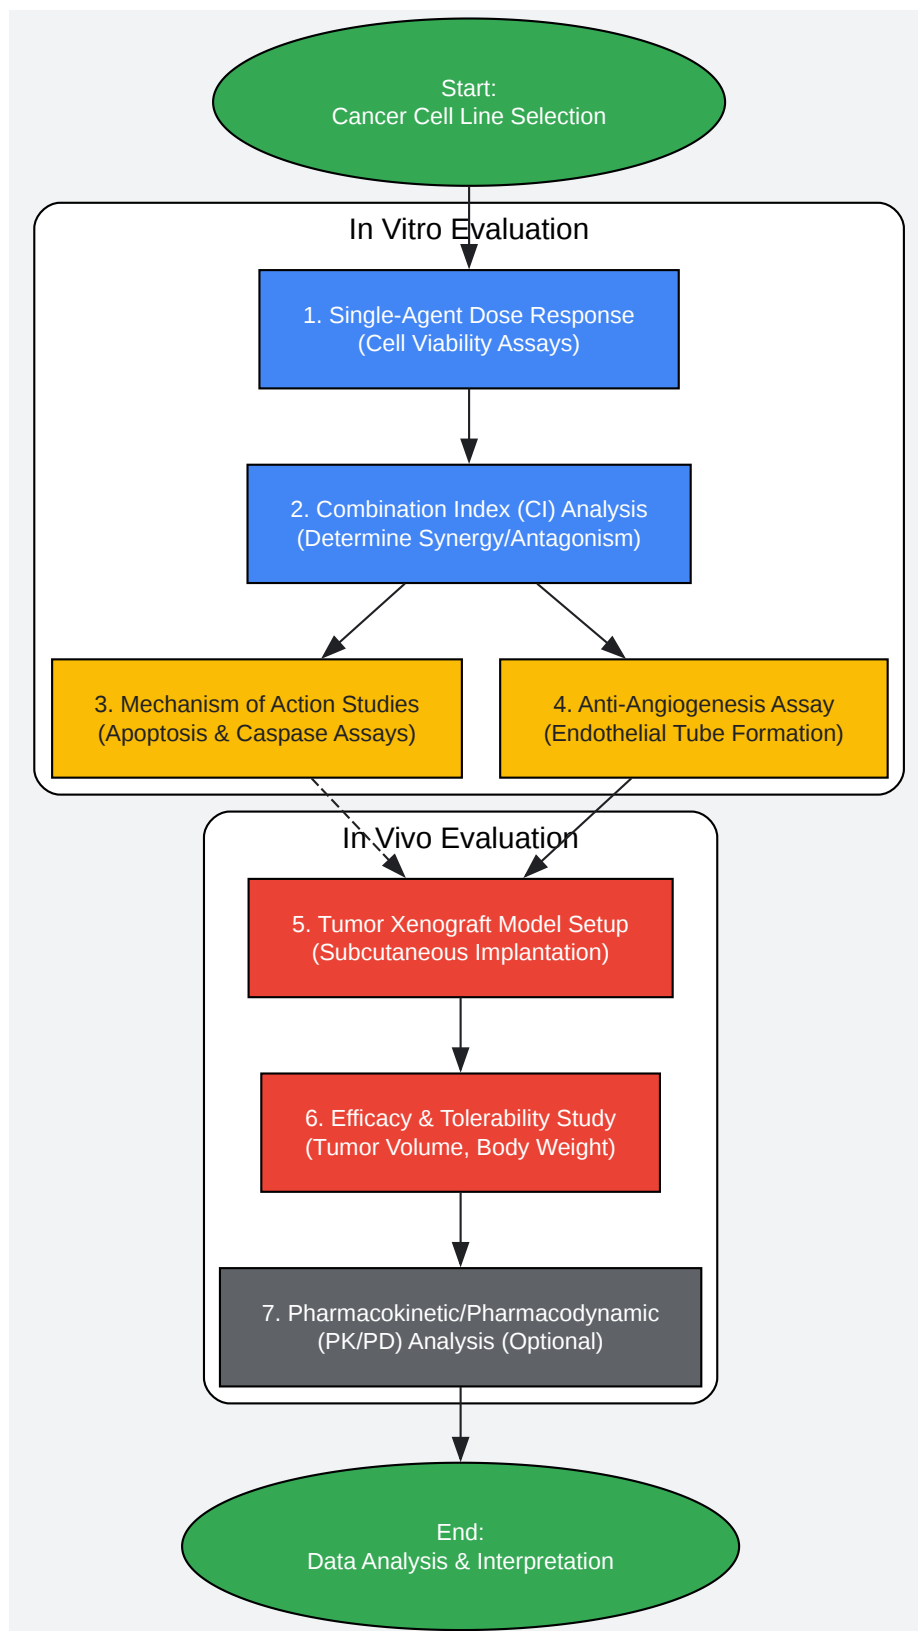 Start:
Cancer Cell Line Selection
In Vitro Evaluation
1. Single-Agent Dose Response
(Cell Viability Assays)
2. Combination Index (CI) Analysis
(Determine Synergy/Antagonism)
3. Mechanism of Action Studies
(Apoptosis & Caspase Assays)
4. Anti-Angiogenesis Assay
(Endothelial Tube Formation)
In Vivo Evaluation
5. Tumor Xenograft Model Setup
(Subcutaneous Implantation)
6. Efficacy & Tolerability Study
(Tumor Volume, Body Weight)
7. Pharmacokinetic/Pharmacodynamic
(PK/PD) Analysis (Optional)
End:
Data Analysis & Interpretation